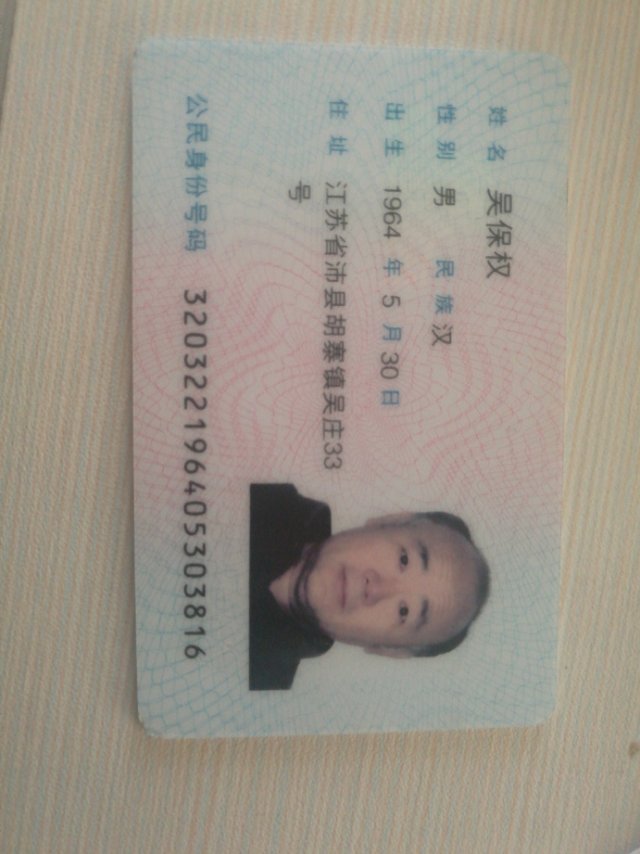 姓名 吴保权
性别 男 民族 汉
出生 1964 年 5 月 30 日
住址 江苏省沛县胡寨镇吴庄33
号
公民身份号码 320322196405303816